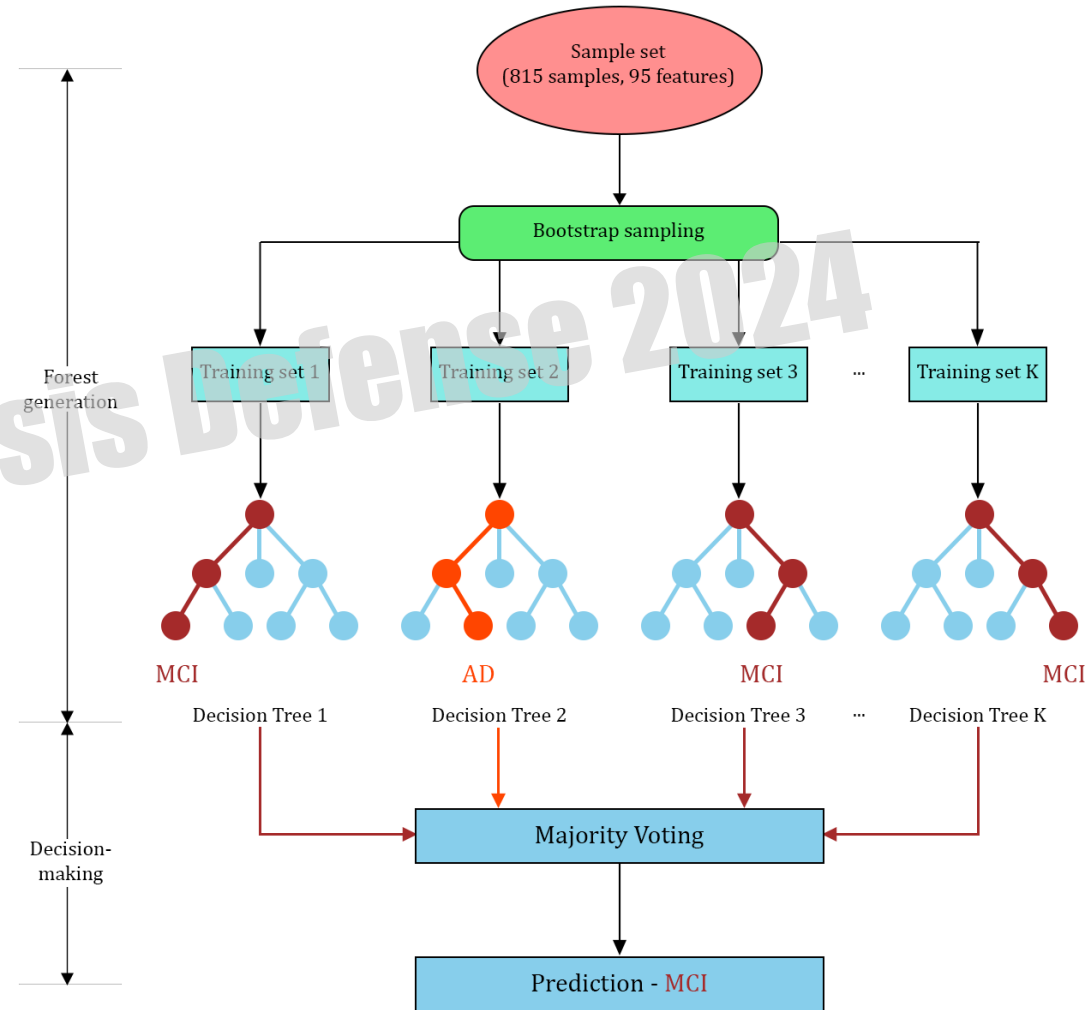 Sample set
(815 samples, 95 features)
Bootstrap sampling
Defense 2024
Forest
generation
Training set 1
Training set 2
Training set 3
...
Training set K
MCI
AD
MCI
MCI
Decision Tree 1
Decision Tree 2
Decision Tree 3
...
Decision Tree K
Decision-
making
Majority Voting
Prediction - MCI